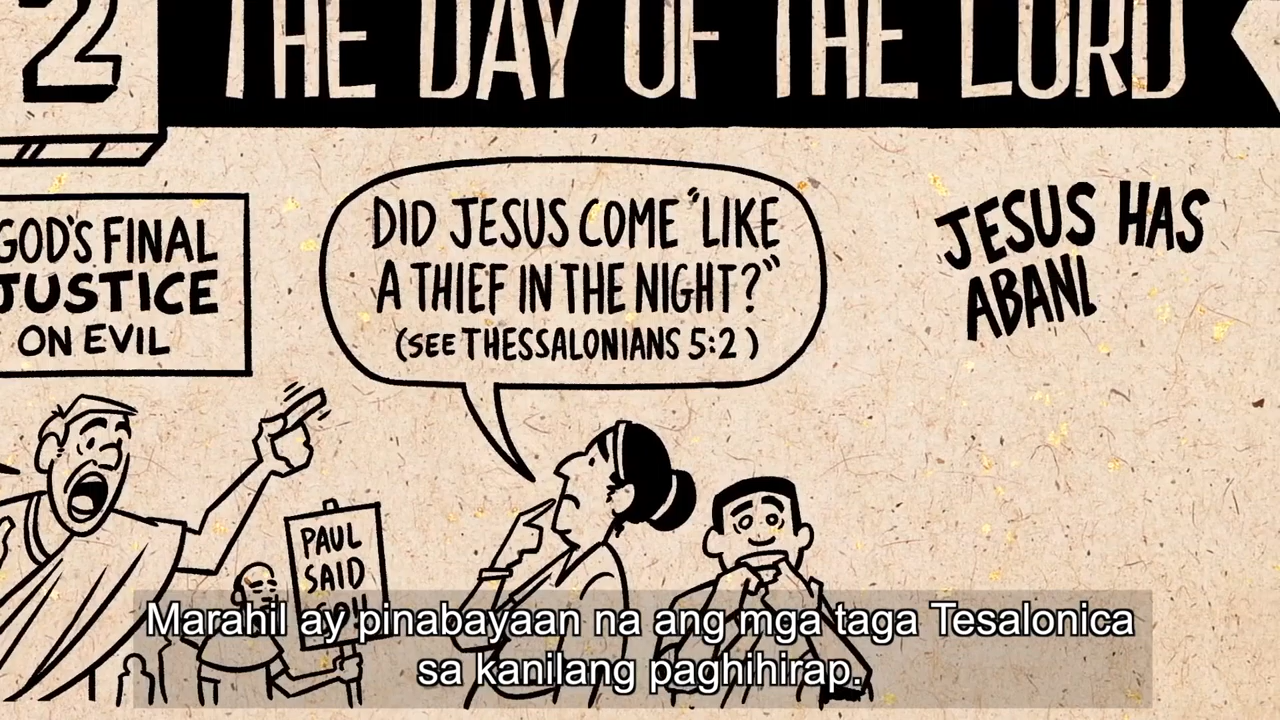 2 THE DAY OF THE LORD
GOD'S FINAL
JUSTICE
ON EVIL
DID JESUS COME "LIKE
A THIEF IN THE NIGHT?"
(SEE THESSALONIANS 5:2)
JESUS HAS
PAUL
SAID
Marahil ay pinabayaan na ang mga taga Tesalonica
sa kanilang paghihirap.